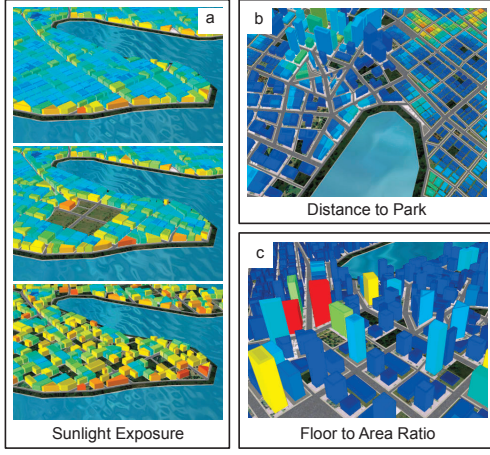 a
Sunlight Exposure
b
Distance to Park
c
Floor to Area Ratio